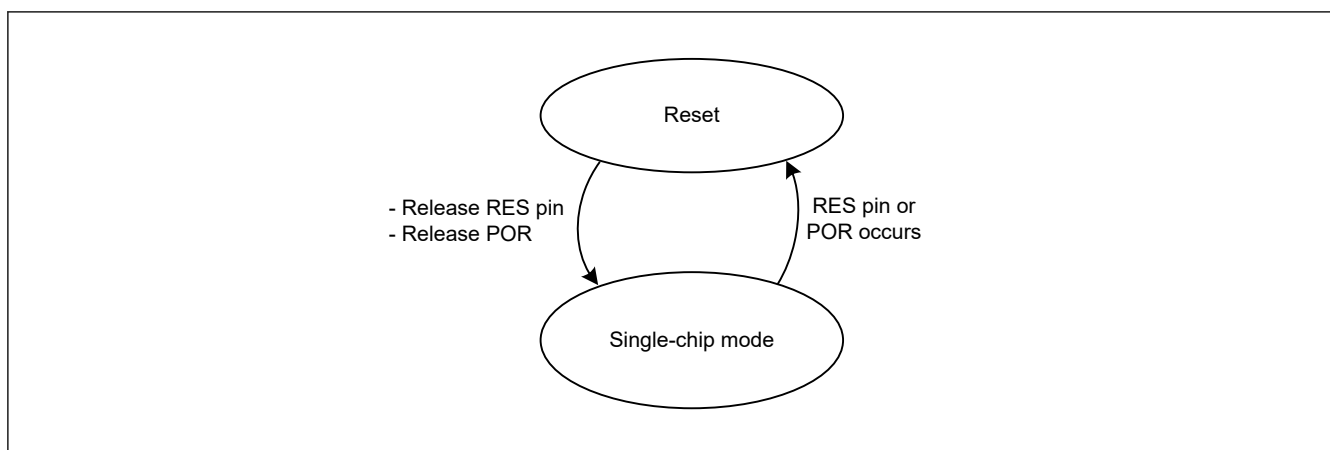 Reset
- Release RES pin
- Release POR
RES pin or
POR occurs
Single-chip mode